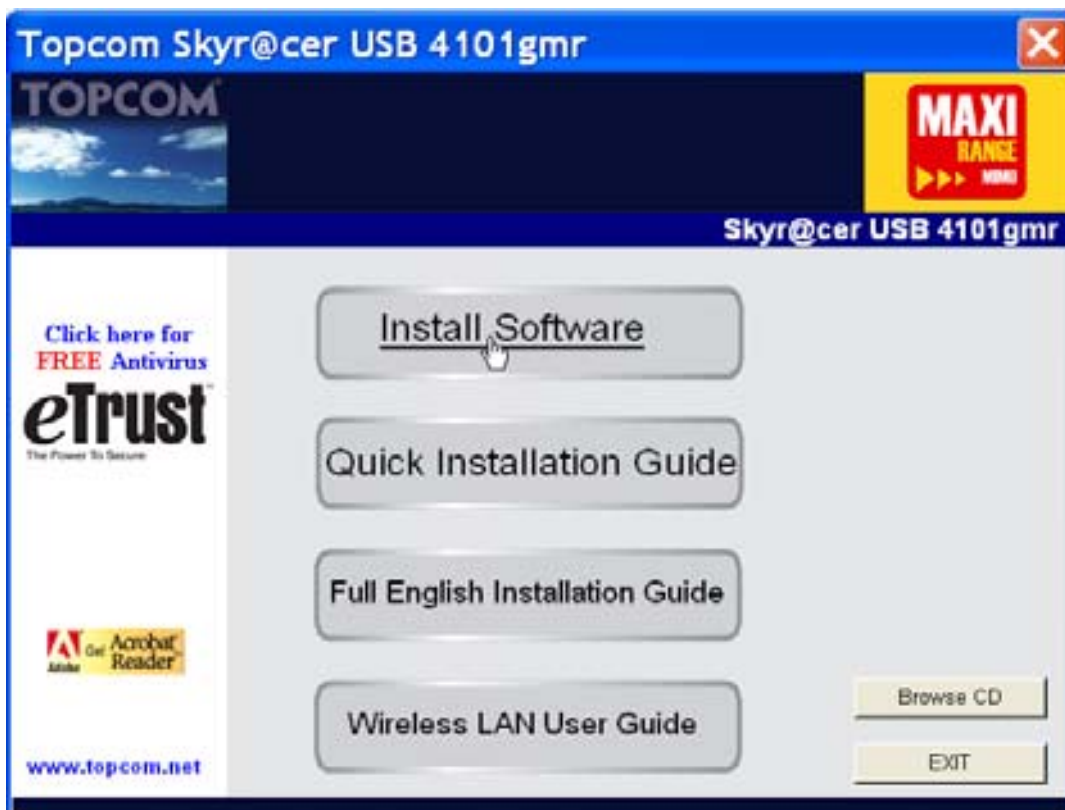 Topcom Skyr@cer USB 4101gmr
TOPCOM
MAXI
RANGE
MIMO
Skyr@cer USB 4101gmr
Click here for
FREE Antivirus
eTrust™
The Power To Secure
Adobe
Get Acrobat
Reader
www.topcom.net
Install Software
Quick Installation Guide
Full English Installation Guide
Wireless LAN User Guide
Browse CD
EXIT